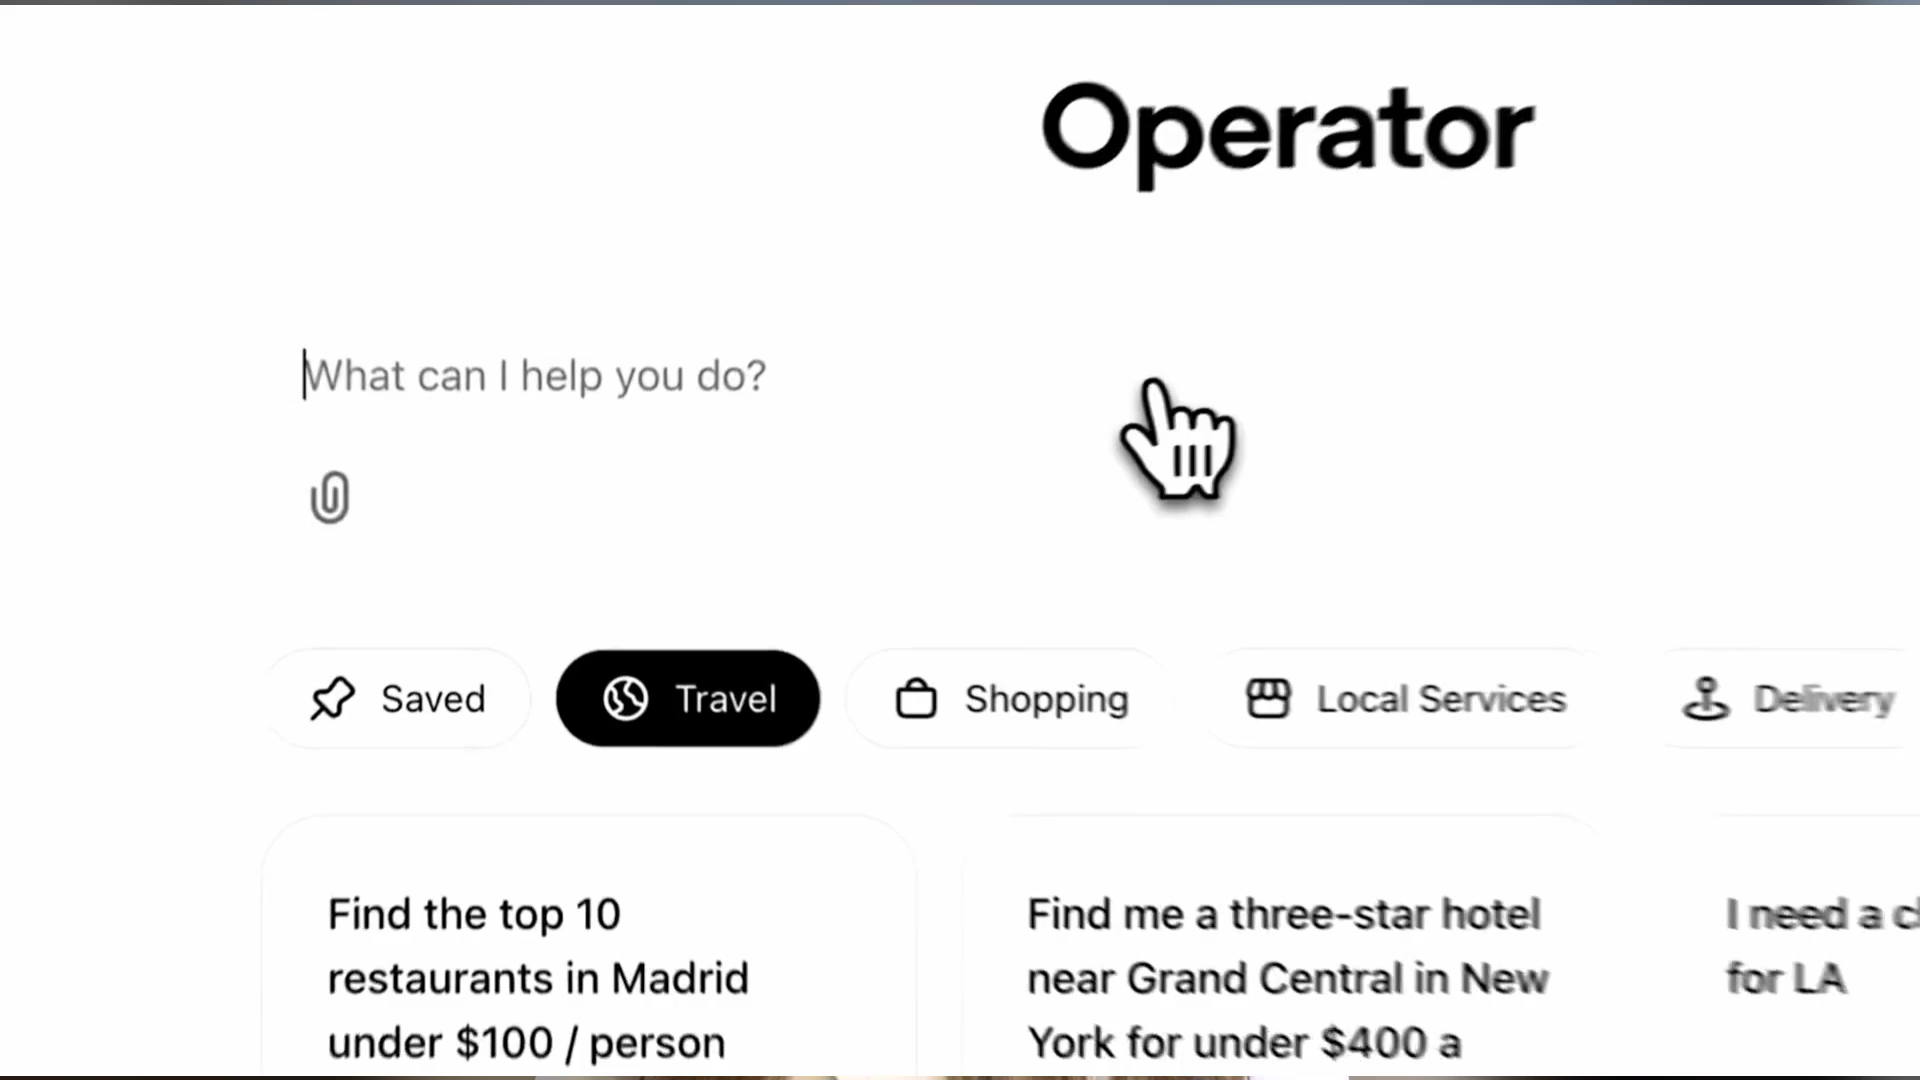 Operator
What can I help you do?
Saved
Travel
Shopping
Local Services
Delivery
Find the top 10
restaurants in Madrid
under $100 / person
Find me a three-star hotel
near Grand Central in New
York for under $400 a
I need a
for LA